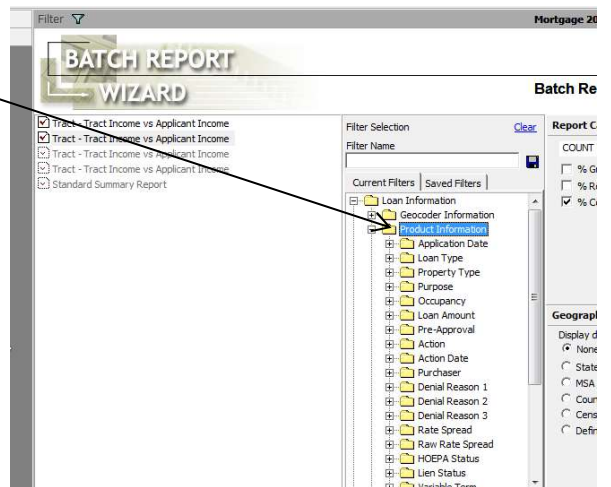 Filter
Mortgage 20
BATCH REPORT
WIZARD
Batch Re
Tract - Tract Income vs Applicant Income
Tract - Tract Income vs Applicant Income
Tract - Tract Income vs Applicant Income
Tract - Tract Income vs Applicant Income
Standard Summary Report
Filter Selection Clear
Filter Name
Current Filters Saved Filters
Loan Information
Geocoder Information
Product Information
Application Date
Loan Type
Property Type
Purpose
Occupancy
Loan Amount
Pre-Approval
Action
Action Date
Purchaser
Denial Reason 1
Denial Reason 2
Denial Reason 3
Rate Spread
Raw Rate Spread
HOEPA Status
Lien Status
Variable Term
Report C
COUNT
% G
% R
% C
Geograph
Display d
None
State
MSA
Coun
Cens
Defin